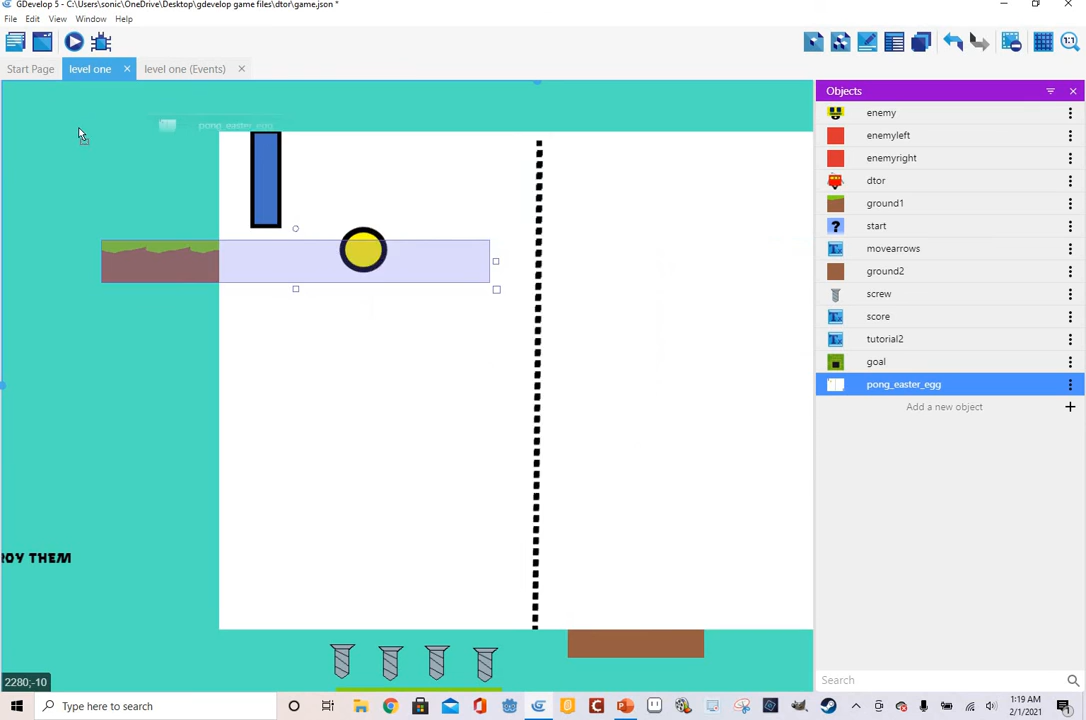 GDevelop 5 - C:\Users\sonic\OneDrive\Desktop\gdevelop game files\dtor\game.json *
File Edit View Window Help
Start Page level one level one (Events)
Objects
enemy
enemyleft
enemyright
dtor
ground1
start
movearrows
ground2
screw
score
tutorial2
goal
pong_easter_egg
Add a new object
pong_easter_egg
ROY THEM
2280;-10
Search
Type here to search
1:19 AM
2/1/2021